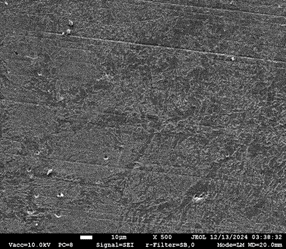 10μm X 500 JEOL 12/13/2024 03:38:32
Vacc=10.0kV PC=8 Signal=SEI r-Filter=SB,0 Mode=LM WD=20.0mm